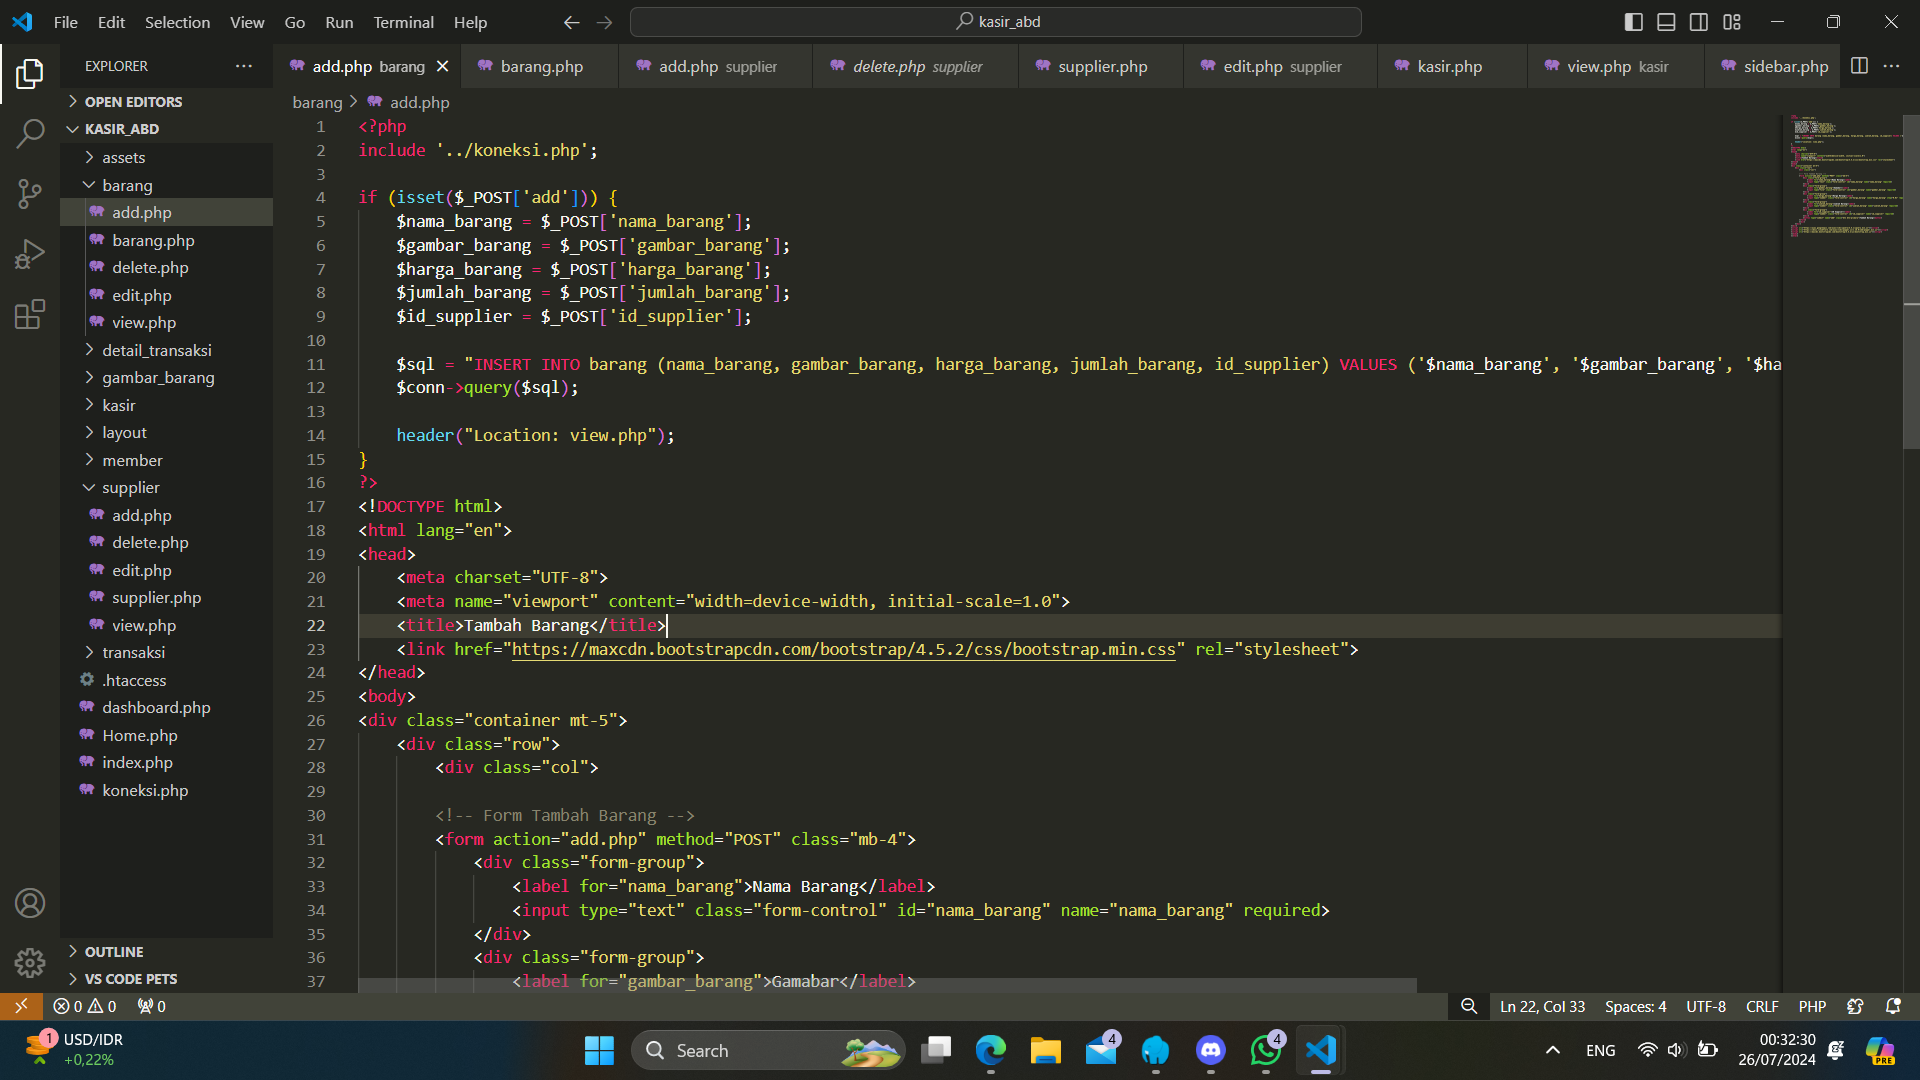 File Edit Selection View Go Run Terminal Help
kasir_abd
EXPLORER
add.php barang
barang.php
add.php supplier
delete.php supplier
supplier.php
edit.php supplier
kasir.php
view.php kasir
sidebar.php
OPEN EDITORS
KASIR_ABD
assets
barang
add.php
barang.php
delete.php
edit.php
view.php
detail_transaksi
gambar_barang
kasir
layout
member
supplier
add.php
delete.php
edit.php
supplier.php
view.php
transaksi
.htaccess
dashboard.php
Home.php
index.php
koneksi.php
OUTLINE
VS CODE PETS
barang > add.php
1 <?php
2 include '../koneksi.php';
3
4 if (isset($_POST['add'])) {
5 $nama_barang = $_POST['nama_barang'];
6 $gambar_barang = $_POST['gambar_barang'];
7 $harga_barang = $_POST['harga_barang'];
8 $jumlah_barang = $_POST['jumlah_barang'];
9 $id_supplier = $_POST['id_supplier'];
10
11 $sql = "INSERT INTO barang (nama_barang, gambar_barang, harga_barang, jumlah_barang, id_supplier) VALUES ('$nama_barang', '$gambar_barang', '$ha
12 $conn->query($sql);
13
14 header("Location: view.php");
15 }
16 ?>
17 <!DOCTYPE html>
18 <html lang="en">
19 <head>
20 <meta charset="UTF-8">
21 <meta name="viewport" content="width=device-width, initial-scale=1.0">
22 <title>Tambah Barang</title>
23 <link href="https://maxcdn.bootstrapcdn.com/bootstrap/4.5.2/css/bootstrap.min.css" rel="stylesheet">
24 </head>
25 <body>
26 <div class="container mt-5">
27 <div class="row">
28 <div class="col">
29
30 <!-- Form Tambah Barang -->
31 <form action="add.php" method="POST" class="mb-4">
32 <div class="form-group">
33 <label for="nama_barang">Nama Barang</label>
34 <input type="text" class="form-control" id="nama_barang" name="nama_barang" required>
35 </div>
36 <div class="form-group">
37 <label for="gambar_barang">Gamabar</label>
0 0 0
Ln 22, Col 33 Spaces: 4 UTF-8 CRLF PHP
1 USD/IDR
+0,22%
Search
4
4
ENG
00:32:30
26/07/2024
PRE